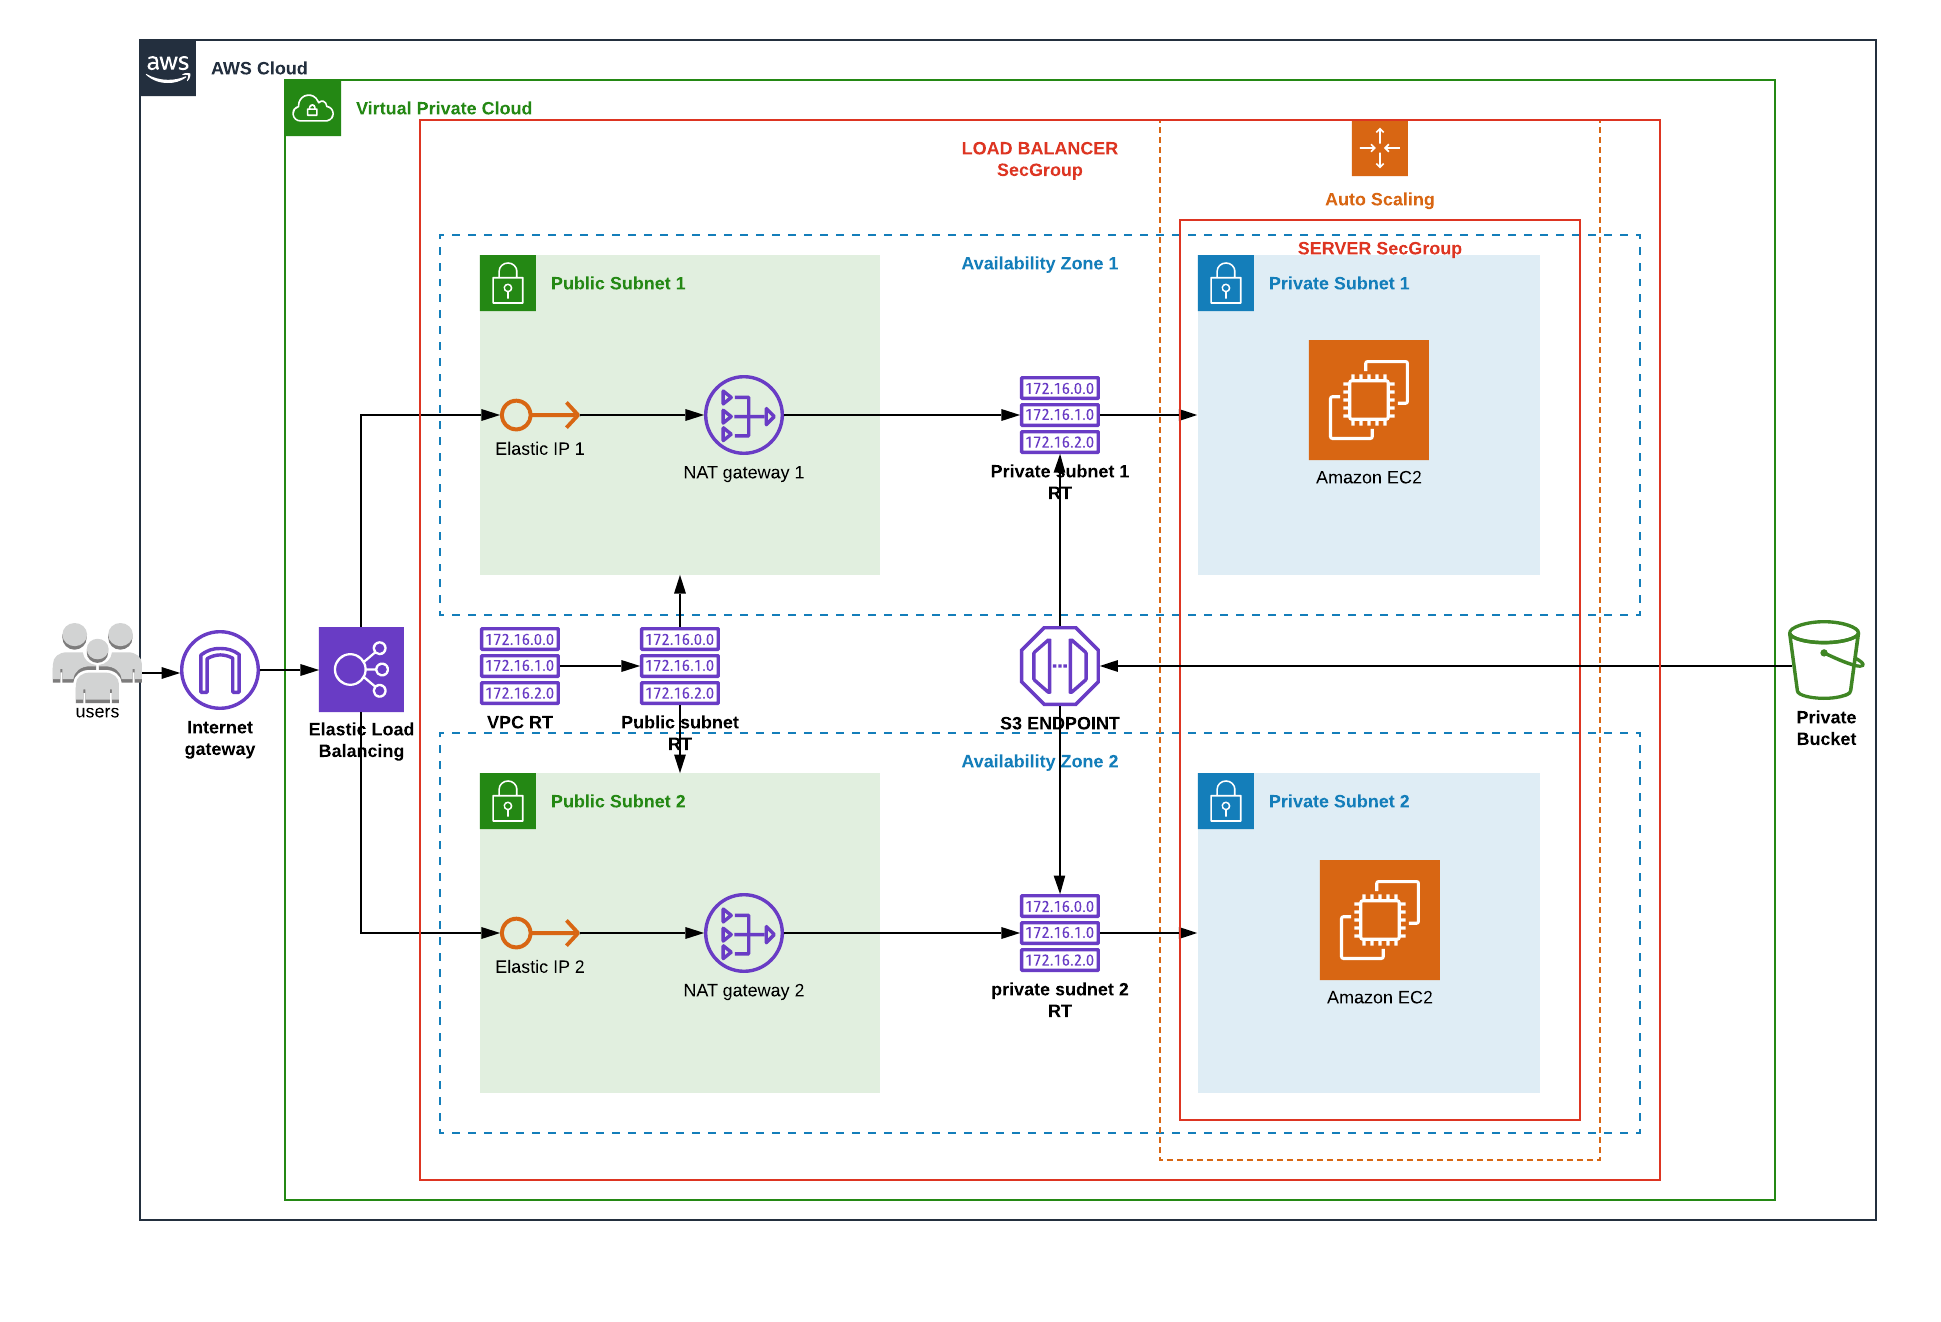 aws
AWS Cloud
Virtual Private Cloud
LOAD BALANCER
SecGroup
Auto Scaling
SERVER SecGroup
Availability Zone 1
Public Subnet 1
Private Subnet 1
172.16.0.0
172.16.1.0
172.16.2.0
Elastic IP 1
NAT gateway 1
Private subnet 1
RT
Amazon EC2
users
Internet
gateway
Elastic Load
Balancing
172.16.0.0
172.16.1.0
172.16.2.0
VPC RT
172.16.0.0
172.16.1.0
172.16.2.0
Public subnet
RT
S3 ENDPOINT
Private
Bucket
Availability Zone 2
Public Subnet 2
Private Subnet 2
172.16.0.0
172.16.1.0
172.16.2.0
Elastic IP 2
NAT gateway 2
private sudnet 2
RT
Amazon EC2